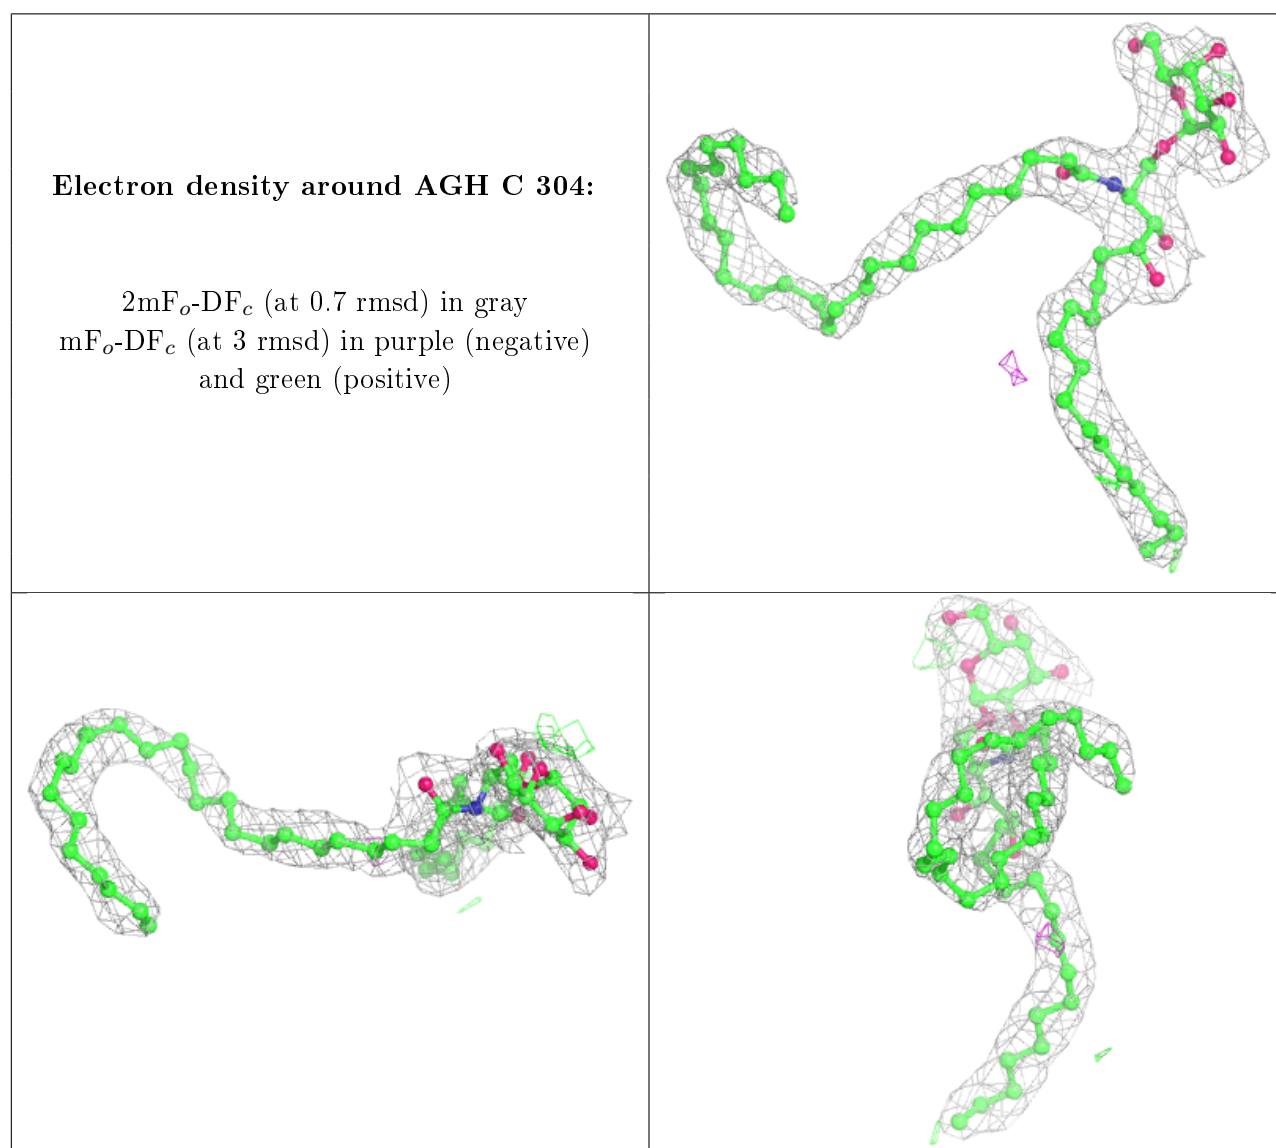 Electron density around AGH C 304:
2mFo-DFc (at 0.7 rmsd) in gray
mFo-DFc (at 3 rmsd) in purple (negative)
and green (positive)